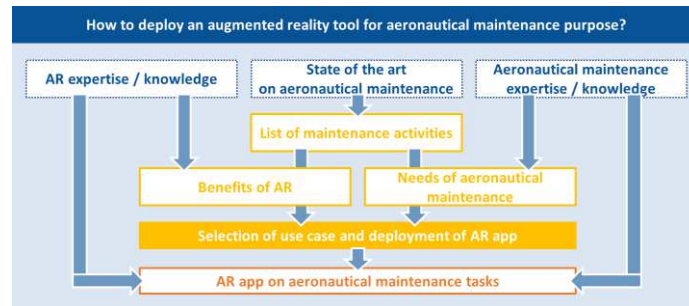 How to deploy an augmented reality tool for aeronautical maintenance purpose?
AR expertise / knowledge
State of the art
on aeronautical maintenance
Aeronautical maintenance
expertise / knowledge
List of maintenance activities
Benefits of AR
Needs of aeronautical
maintenance
Selection of use case and deployment of AR app
AR app on aeronautical maintenance tasks